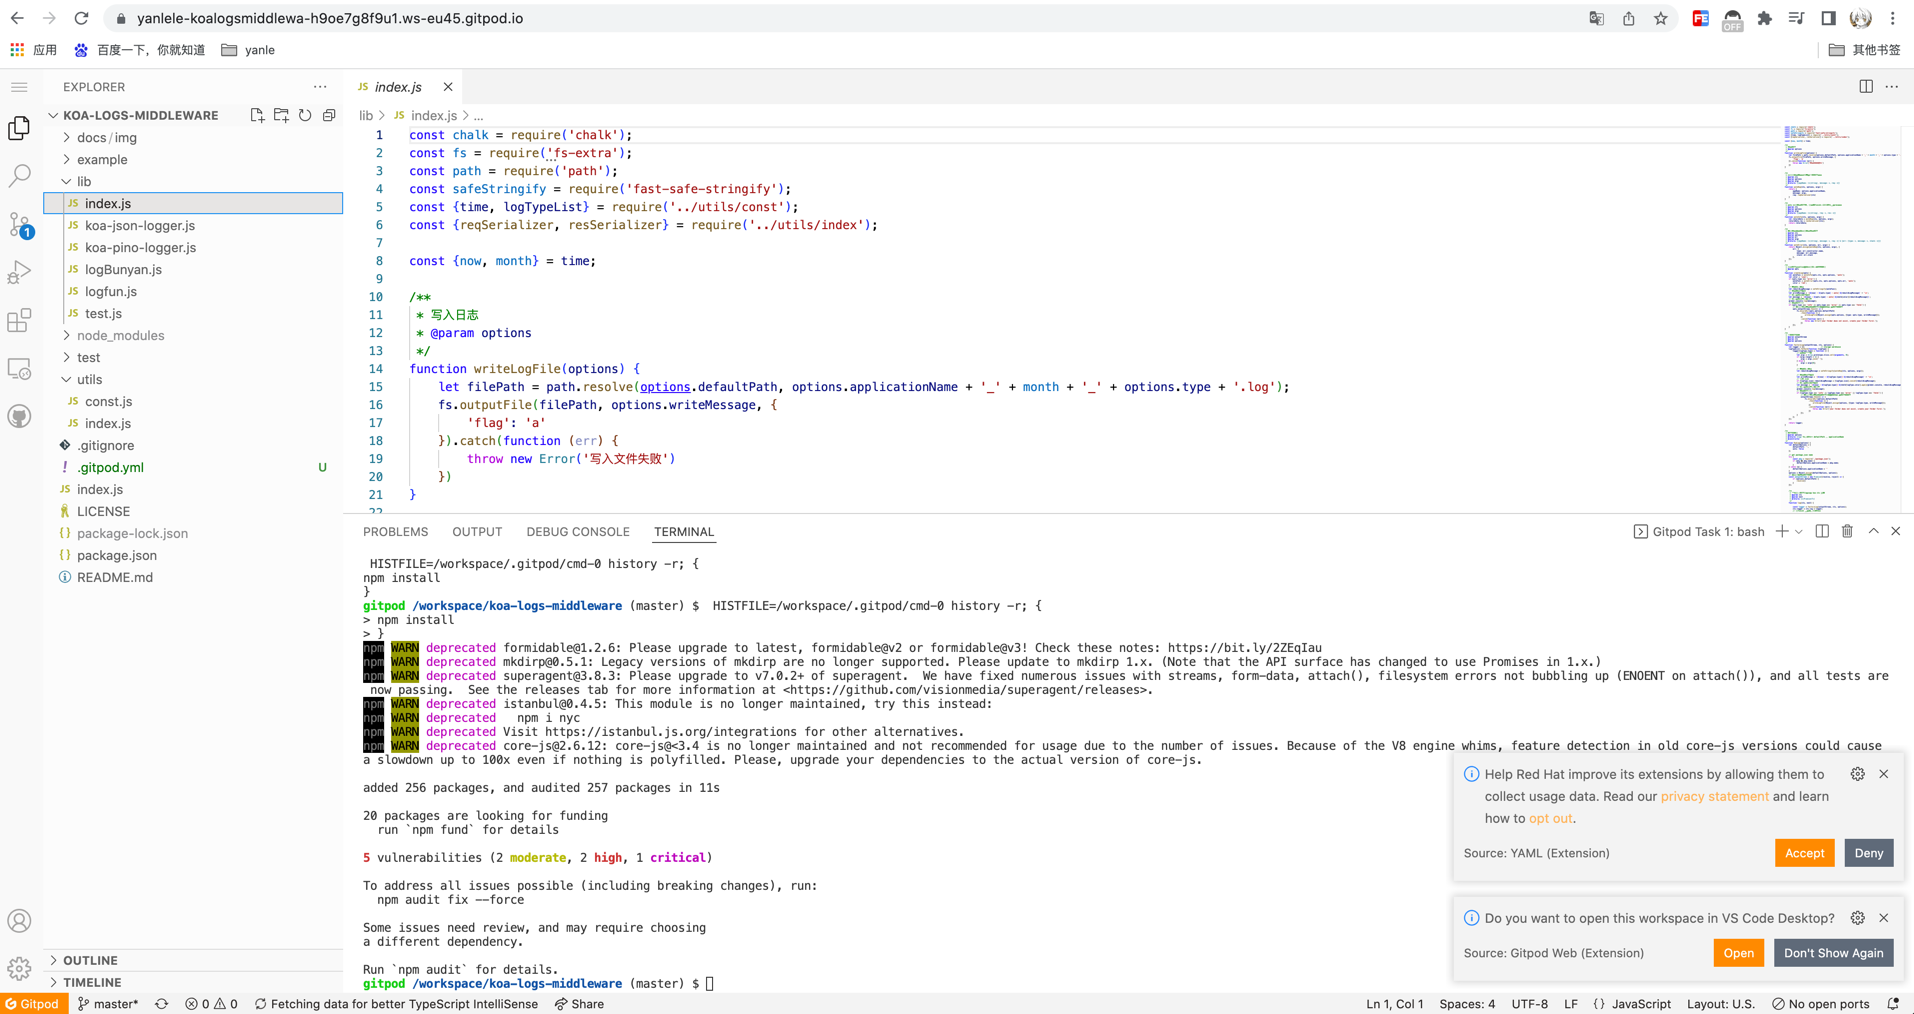 yanlele-koalogsmiddlewa-h9oe7g8f9u1.ws-eu45.gitpod.io
FE
OFF
应用
百度一下，你就知道
yanle
其他书签
EXPLORER
KOA-LOGS-MIDDLEWARE
docs/img
example
lib
JS index.js
JS koa-json-logger.js
JS koa-pino-logger.js
JS logBunyan.js
JS logfun.js
JS test.js
node_modules
test
utils
JS const.js
JS index.js
.gitignore
! .gitpod.yml U
JS index.js
LICENSE
{} package-lock.json
{} package.json
README.md
OUTLINE
TIMELINE
1
JS index.js
lib > JS index.js > ...
1 const chalk = require('chalk');
2 const fs = require('fs-extra');
3 const path = require('path');
4 const safeStringify = require('fast-safe-stringify');
5 const {time, logTypeList} = require('../utils/const');
6 const {reqSerializer, resSerializer} = require('../utils/index');
7
8 const {now, month} = time;
9
10 /**
11 * 写入日志
12 * @param options
13 */
14 function writeLogFile(options) {
15 let filePath = path.resolve(options.defaultPath, options.applicationName + '_' + month + '_' + options.type + '.log');
16 fs.outputFile(filePath, options.writeMessage, {
17 'flag': 'a'
18 }).catch(function (err) {
19 throw new Error('写入文件失败')
20 })
21 }
22
PROBLEMS OUTPUT DEBUG CONSOLE TERMINAL
Gitpod Task 1: bash
HISTFILE=/workspace/.gitpod/cmd-0 history -r; {
npm install
}
gitpod /workspace/koa-logs-middleware (master) $ HISTFILE=/workspace/.gitpod/cmd-0 history -r; {
> npm install
> }
npm WARN deprecated formidable@1.2.6: Please upgrade to latest, formidable@v2 or formidable@v3! Check these notes: https://bit.ly/2ZEqIau
npm WARN deprecated mkdirp@0.5.1: Legacy versions of mkdirp are no longer supported. Please update to mkdirp 1.x. (Note that the API surface has changed to use Promises in 1.x.)
npm WARN deprecated superagent@3.8.3: Please upgrade to v7.0.2+ of superagent. We have fixed numerous issues with streams, form-data, attach(), filesystem errors not bubbling up (ENOENT on attach()), and all tests are
now passing. See the releases tab for more information at <https://github.com/visionmedia/superagent/releases>.
npm WARN deprecated istanbul@0.4.5: This module is no longer maintained, try this instead:
npm WARN deprecated npm i nyc
npm WARN deprecated Visit https://istanbul.js.org/integrations for other alternatives.
npm WARN deprecated core-js@2.6.12: core-js@<3.4 is no longer maintained and not recommended for usage due to the number of issues. Because of the V8 engine whims, feature detection in old core-js versions could cause
a slowdown up to 100x even if nothing is polyfilled. Please, upgrade your dependencies to the actual version of core-js.
added 256 packages, and audited 257 packages in 11s
20 packages are looking for funding
run `npm fund` for details
5 vulnerabilities (2 moderate, 2 high, 1 critical)
To address all issues possible (including breaking changes), run:
npm audit fix --force
Some issues need review, and may require choosing
a different dependency.
Run `npm audit` for details.
gitpod /workspace/koa-logs-middleware (master) $
Help Red Hat improve its extensions by allowing them to
collect usage data. Read our privacy statement and learn
how to opt out.
Source: YAML (Extension)
Accept Deny
Do you want to open this workspace in VS Code Desktop?
Source: Gitpod Web (Extension)
Open Don't Show Again
Gitpod master* 0 0 Fetching data for better TypeScript IntelliSense Share
Ln 1, Col 1 Spaces: 4 UTF-8 LF {} JavaScript Layout: U.S. No open ports